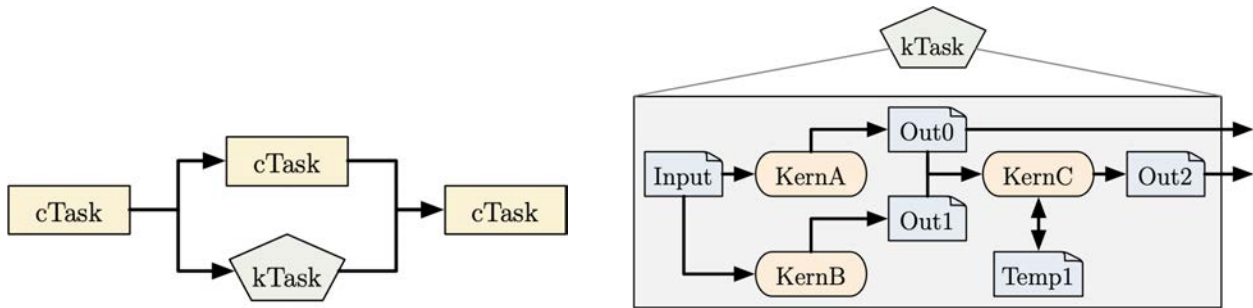 cTask
cTask
kTask
cTask
kTask
Input
KernA
Out0
KernB
Out1
KernC
Out2
Temp1